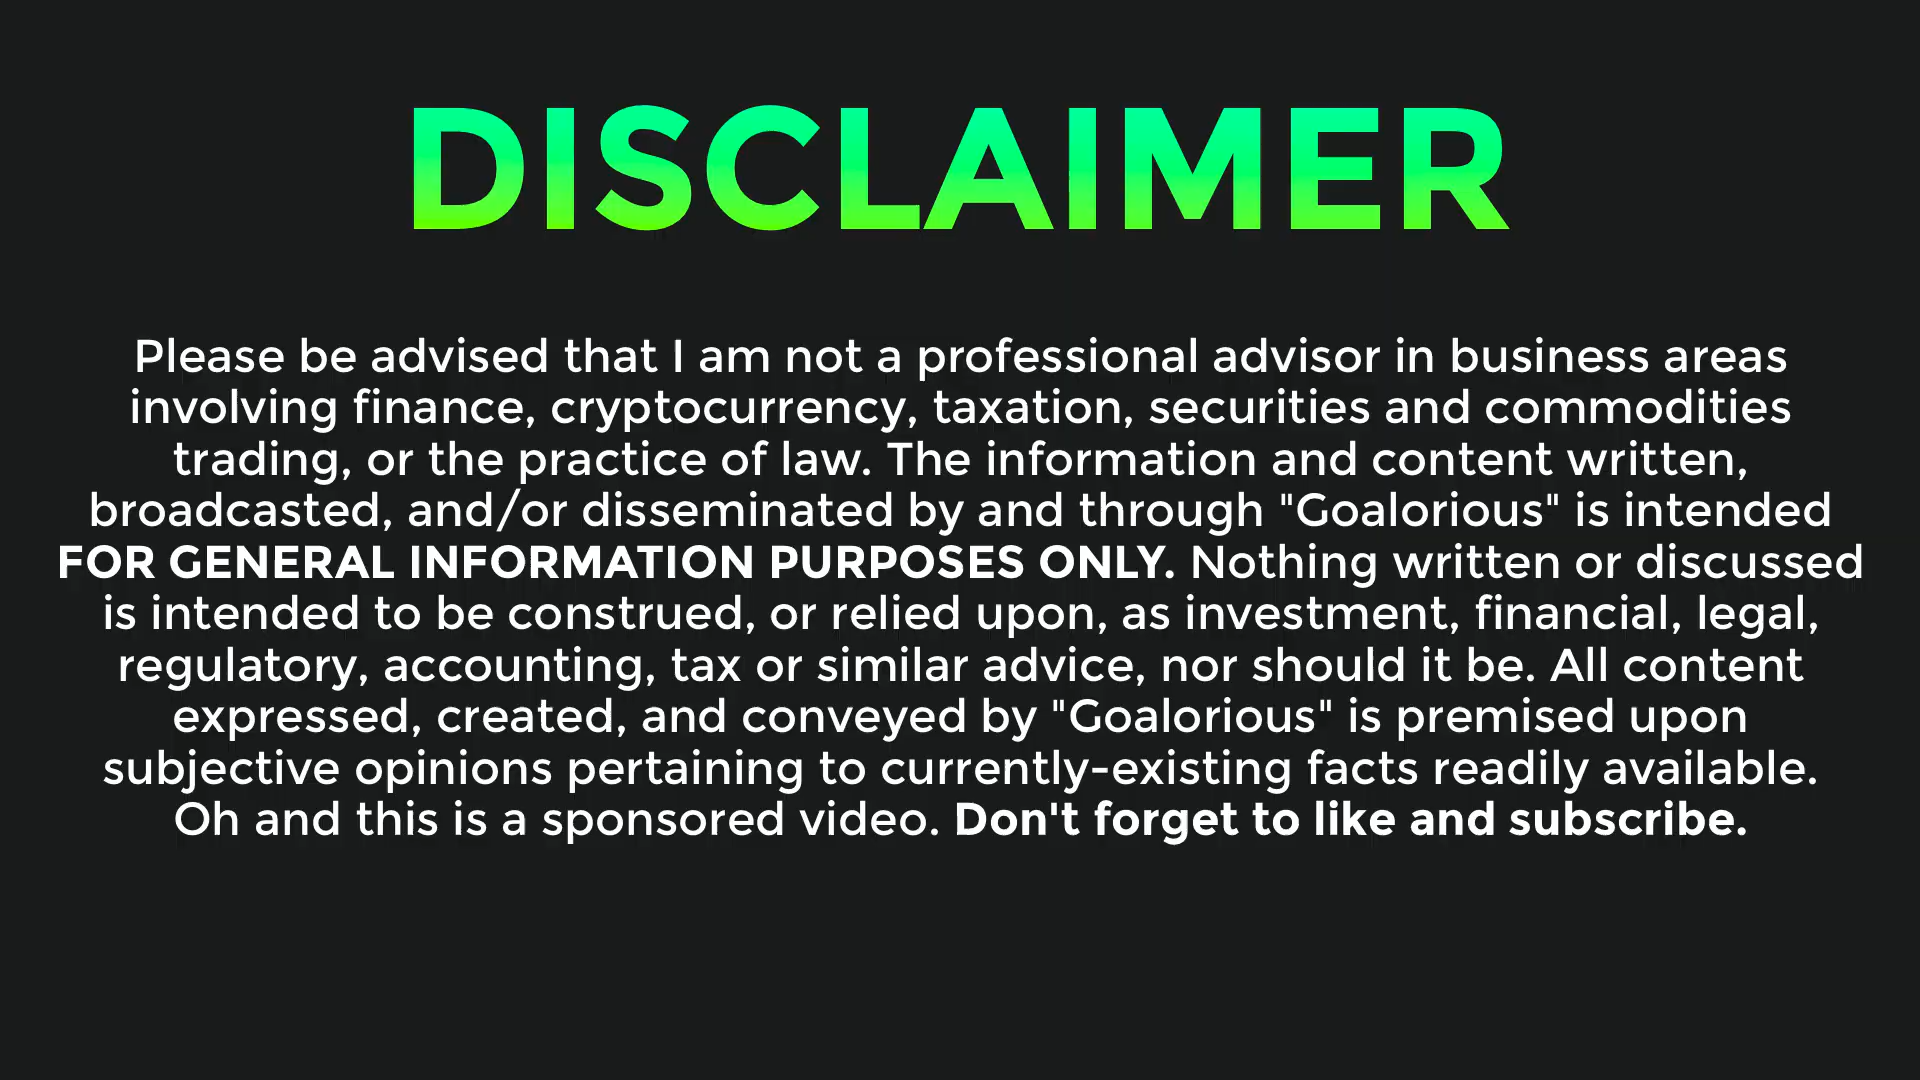 DISCLAIMER
Please be advised that I am not a professional advisor in business areas
involving finance, cryptocurrency, taxation, securities and commodities
trading, or the practice of law. The information and content written,
broadcasted, and/or disseminated by and through "Goalorious" is intended
FOR GENERAL INFORMATION PURPOSES ONLY. Nothing written or discussed
is intended to be construed, or relied upon, as investment, financial, legal,
regulatory, accounting, tax or similar advice, nor should it be. All content
expressed, created, and conveyed by "Goalorious" is premised upon
subjective opinions pertaining to currently-existing facts readily available.
Oh and this is a sponsored video. Don't forget to like and subscribe.